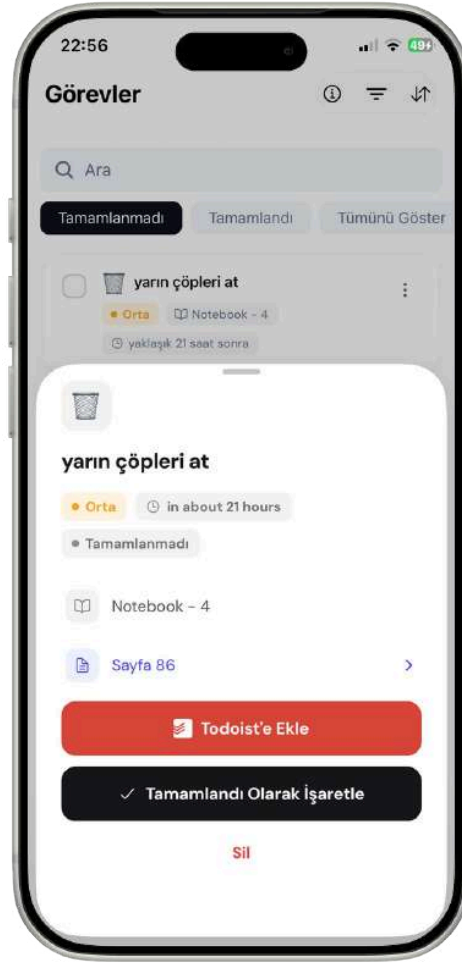 22:56
49
Görevler
Ara
Tamamlanmadı
Tamamlandı
Tümünü Göster
yarın çöpleri at
Orta
Notebook - 4
yaklaşık 21 saat sonra
yarın çöpleri at
Orta
in about 21 hours
Tamamlanmadı
Notebook - 4
Sayfa 86
Todoist'e Ekle
Tamamlandı Olarak İşaretle
Sil